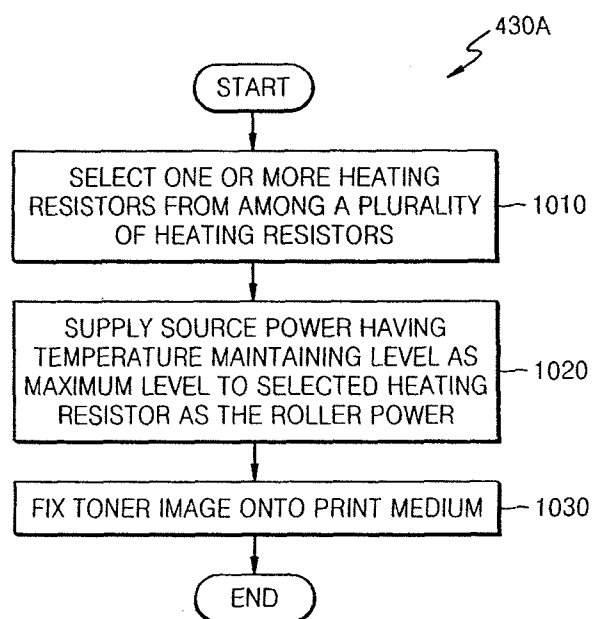 430A
START
SELECT ONE OR MORE HEATING
RESISTORS FROM AMONG A PLURALITY
OF HEATING RESISTORS
1010
SUPPLY SOURCE POWER HAVING
TEMPERATURE MAINTAINING LEVEL AS
MAXIMUM LEVEL TO SELECTED HEATING
RESISTOR AS THE ROLLER POWER
1020
FIX TONER IMAGE ONTO PRINT MEDIUM
1030
END